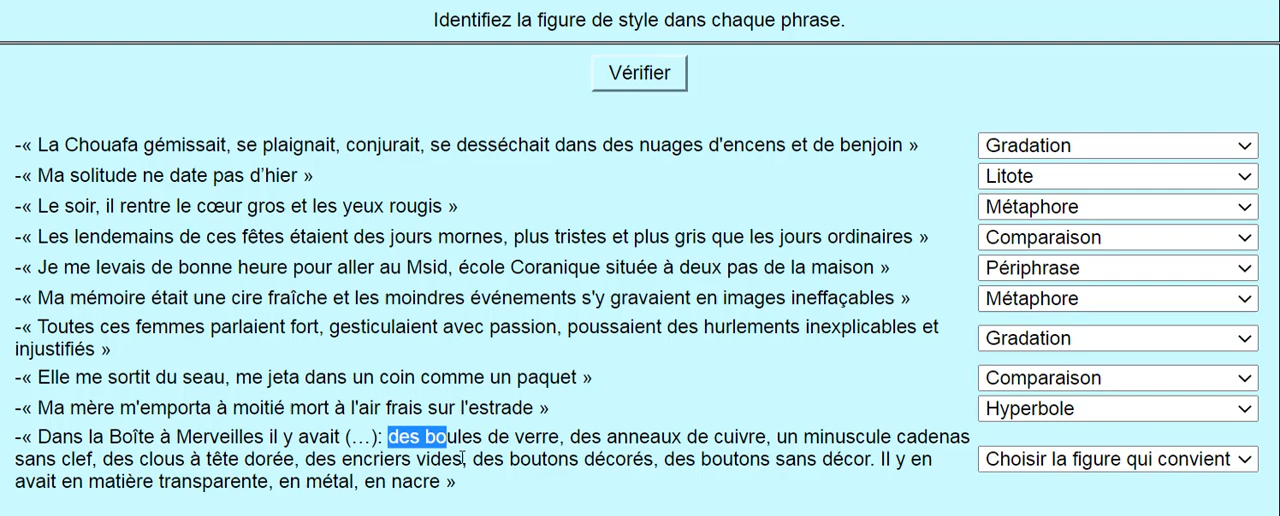 Identifiez la figure de style dans chaque phrase.
Vérifier
-« La Chouafa gémissait, se plaignait, conjurait, se desséchait dans des nuages d'encens et de benjoin » Gradation
-« Ma solitude ne date pas d’hier » Litote
-« Le soir, il rentre le cœur gros et les yeux rougis » Métaphore
-« Les lendemains de ces fêtes étaient des jours mornes, plus tristes et plus gris que les jours ordinaires » Comparaison
-« Je me levais de bonne heure pour aller au Msid, école Coranique située à deux pas de la maison » Périphrase
-« Ma mémoire était une cire fraîche et les moindres événements s'y gravaient en images ineffaçables » Métaphore
-« Toutes ces femmes parlaient fort, gesticulaient avec passion, poussaient des hurlements inexplicables et
injustifiés » Gradation
-« Elle me sortit du seau, me jeta dans un coin comme un paquet » Comparaison
-« Ma mère m'emporta à moitié mort à l'air frais sur l'estrade » Hyperbole
-« Dans la Boîte à Merveilles il y avait (…): des boules de verre, des anneaux de cuivre, un minuscule cadenas
sans clef, des clous à tête dorée, des encriers vides, des boutons décorés, des boutons sans décor. Il y en Choisir la figure qui convient
avait en matière transparente, en métal, en nacre »